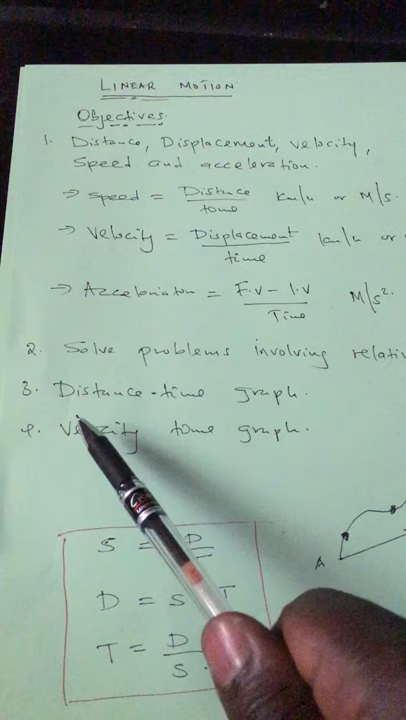 LINEAR MOTION
Objectives.
1. Distance, Displacement, Velocity,
Speed and acceleration.
→ Speed = Distance/time km/h or M/s.
→ Velocity = Displacement/time km/h or
→ Acceleration = F.V – I.V/Time M/s².
2. Solve problems involving relativ
3. Distance-time graph.
4. Velocity time graph.
S = D
D = S T
T = D/S
A